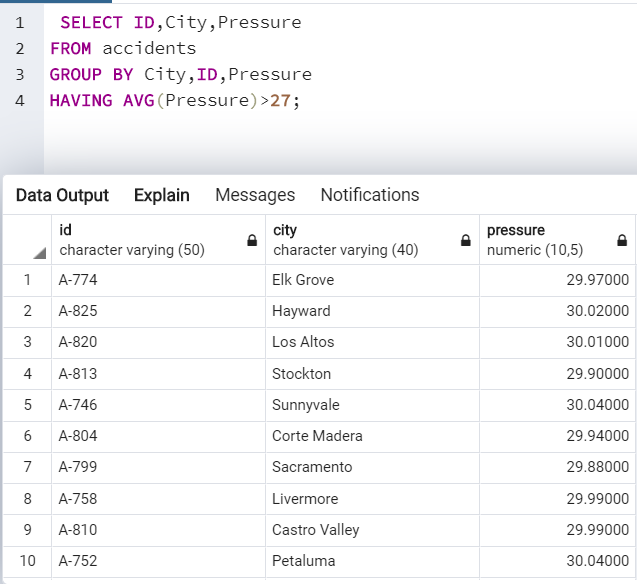 1 SELECT ID,City,Pressure
2 FROM accidents
3 GROUP BY City,ID,Pressure
4 HAVING AVG(Pressure)>27;
Data Output Explain Messages Notifications
id city pressure
character varying (50) character varying (40) numeric (10,5)
1 A-774 Elk Grove 29.97000
2 A-825 Hayward 30.02000
3 A-820 Los Altos 30.01000
4 A-813 Stockton 29.90000
5 A-746 Sunnyvale 30.04000
6 A-804 Corte Madera 29.94000
7 A-799 Sacramento 29.88000
8 A-758 Livermore 29.99000
9 A-810 Castro Valley 29.99000
10 A-752 Petaluma 30.04000